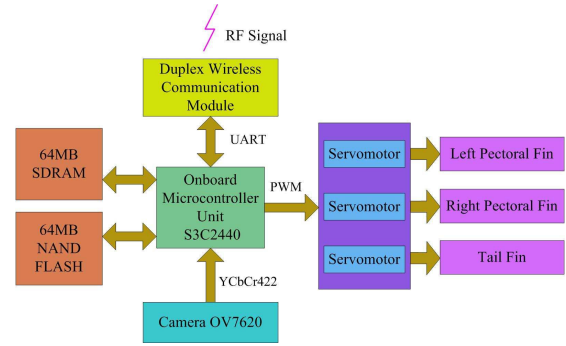 RF Signal
Duplex Wireless
Communication
Module
UART
64MB
SDRAM
Onboard
Microcontroller
Unit
S3C2440
64MB
NAND
FLASH
PWM
YCbCr422
Camera OV7620
Servomotor
Left Pectoral Fin
Servomotor
Right Pectoral Fin
Servomotor
Tail Fin